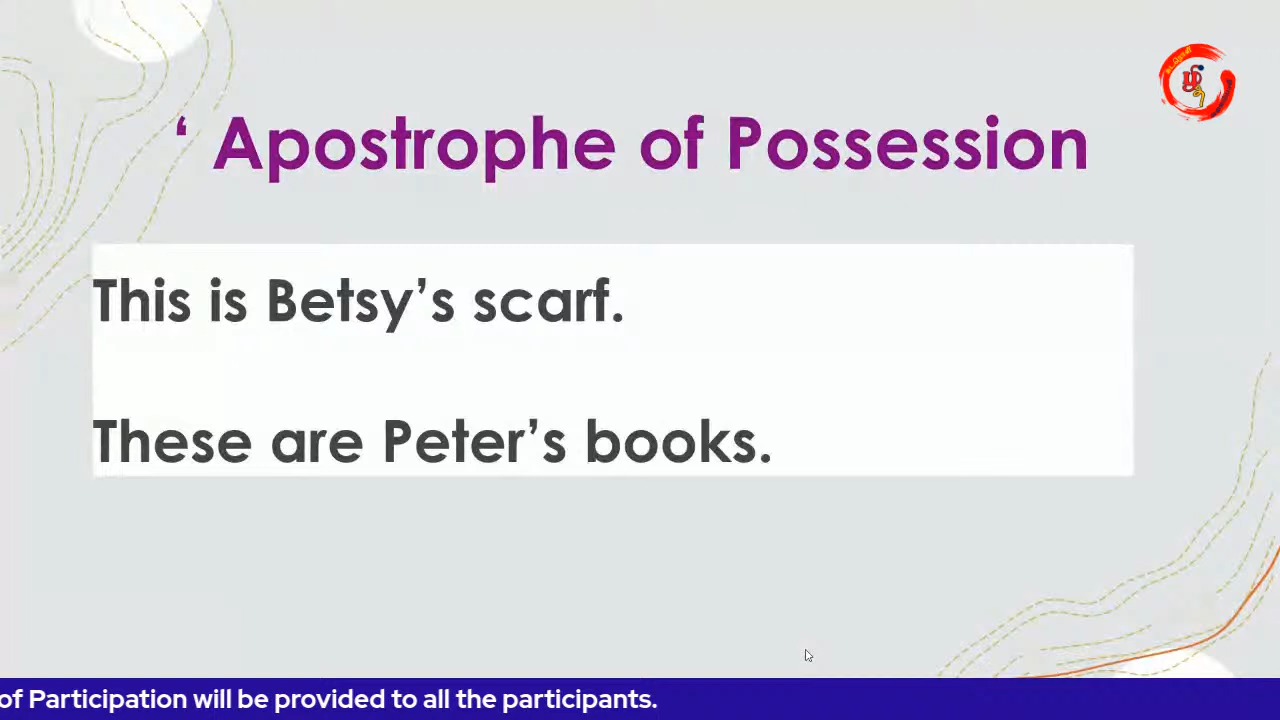 ‘ Apostrophe of Possession
This is Betsy’s scarf.
These are Peter’s books.
of Participation will be provided to all the participants.